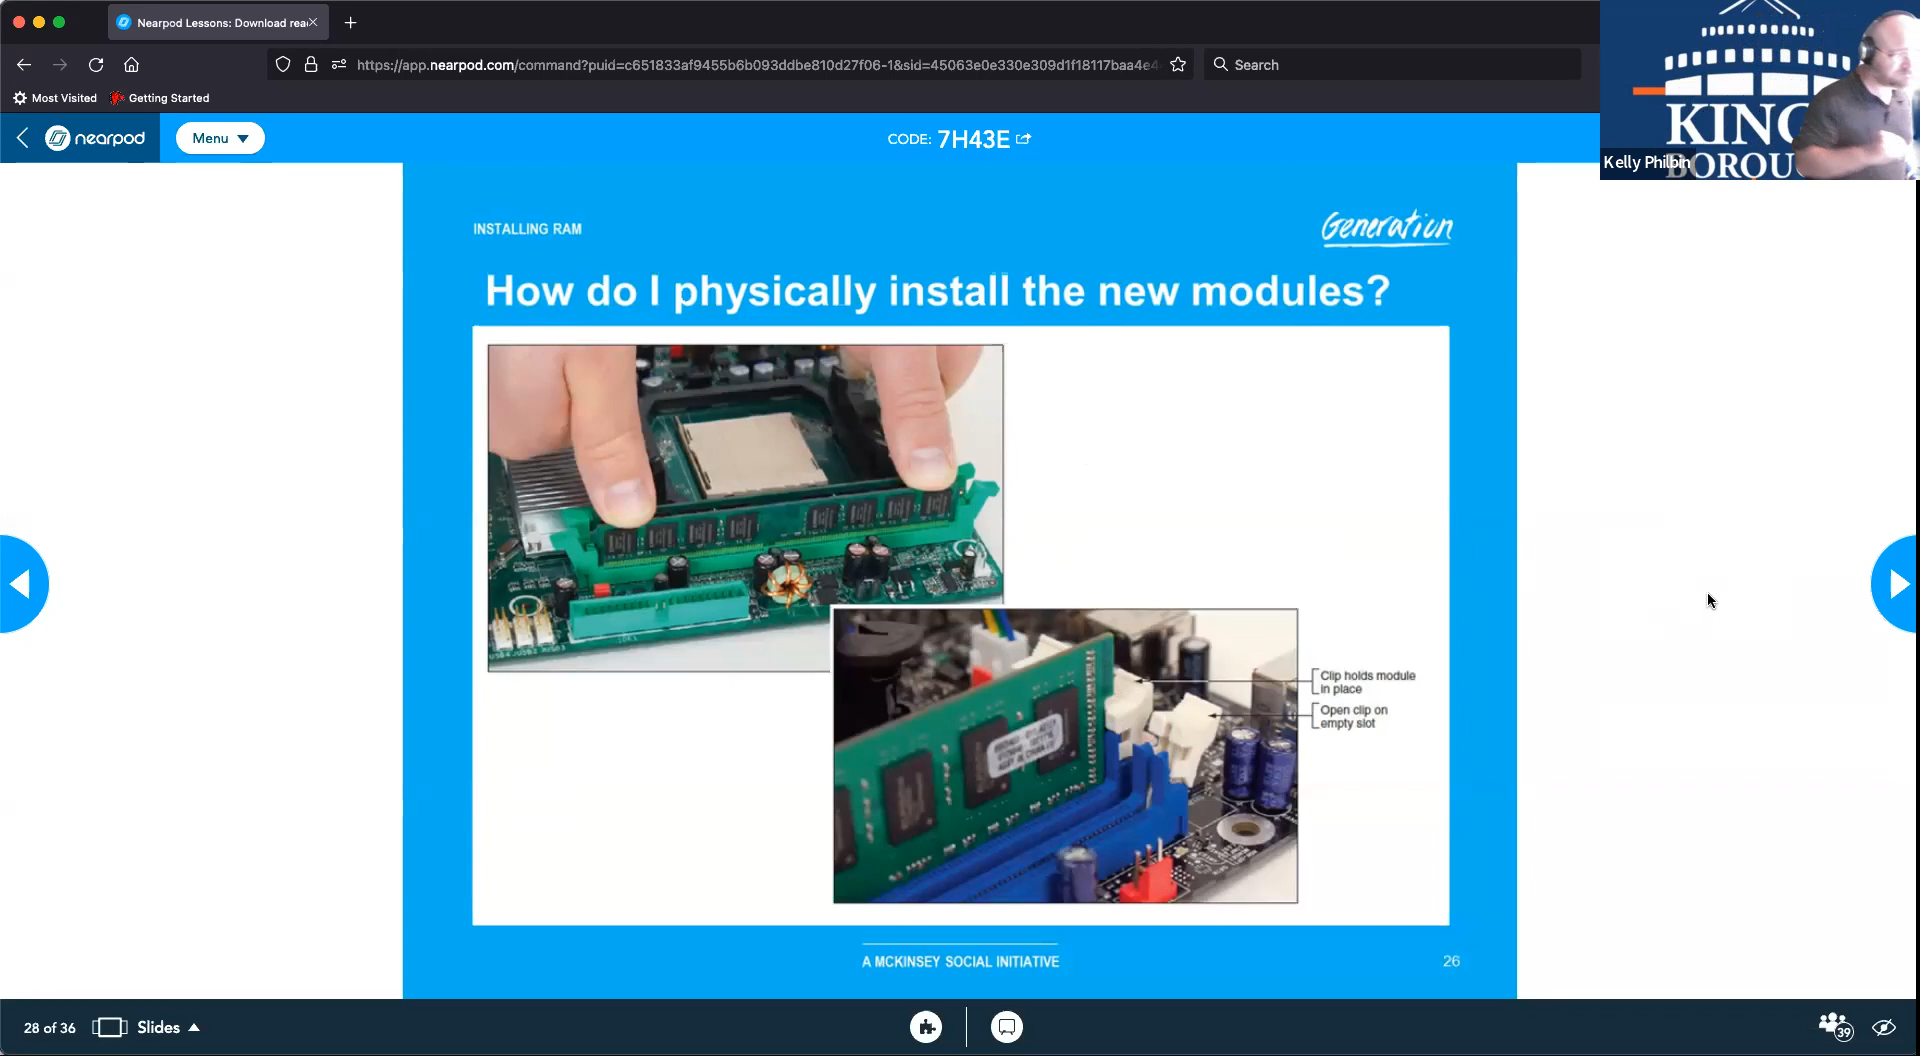 Nearpod Lessons: Download rea
https://app.nearpod.com/command?puid=c651833af9455b6b093ddbe810d27f06-1&sid=45063e0e330e309d1f18117baa4e4
Search
Most Visited
Getting Started
nearpod
Menu
CODE: 7H43E
KING
BOROU
Kelly Philbin
INSTALLING RAM
Generation
How do I physically install the new modules?
Clip holds module
in place
Open clip on
empty slot
A MCKINSEY SOCIAL INITIATIVE
26
28 of 36
Slides
39